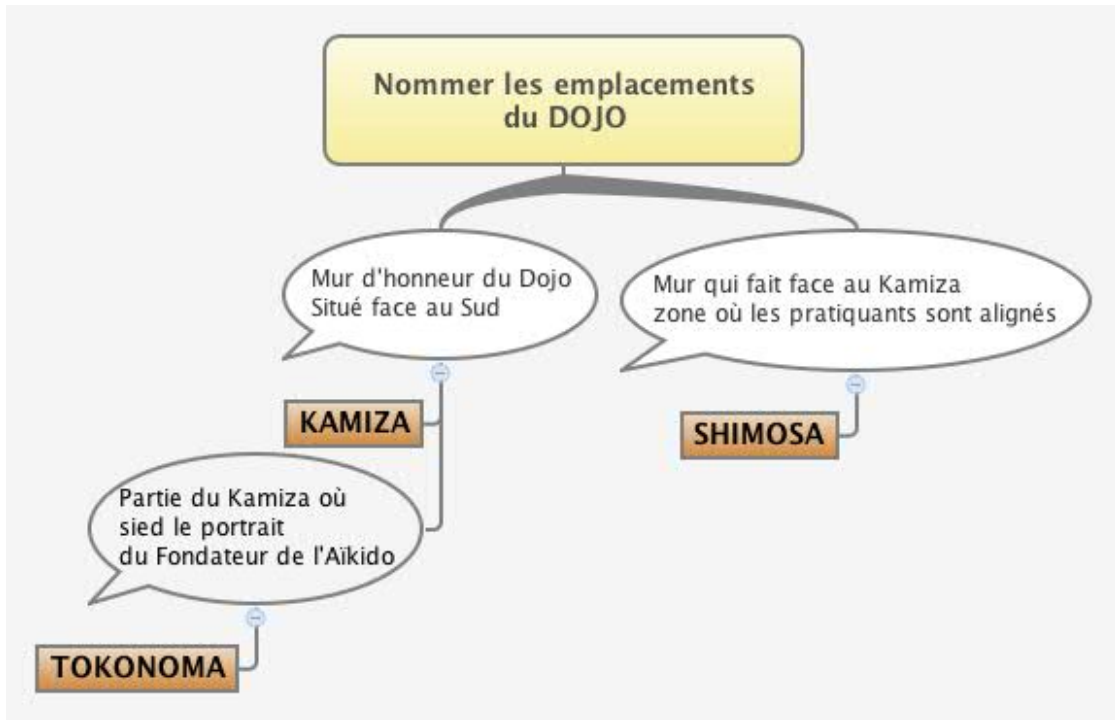 Nommer les emplacements
du DOJO
Mur d'honneur du Dojo
Situé face au Sud
KAMIZA
Partie du Kamiza où
sied le portrait
du Fondateur de l'Aïkido
TOKONOMA
Mur qui fait face au Kamiza
zone où les pratiquants sont alignés
SHIMOSA